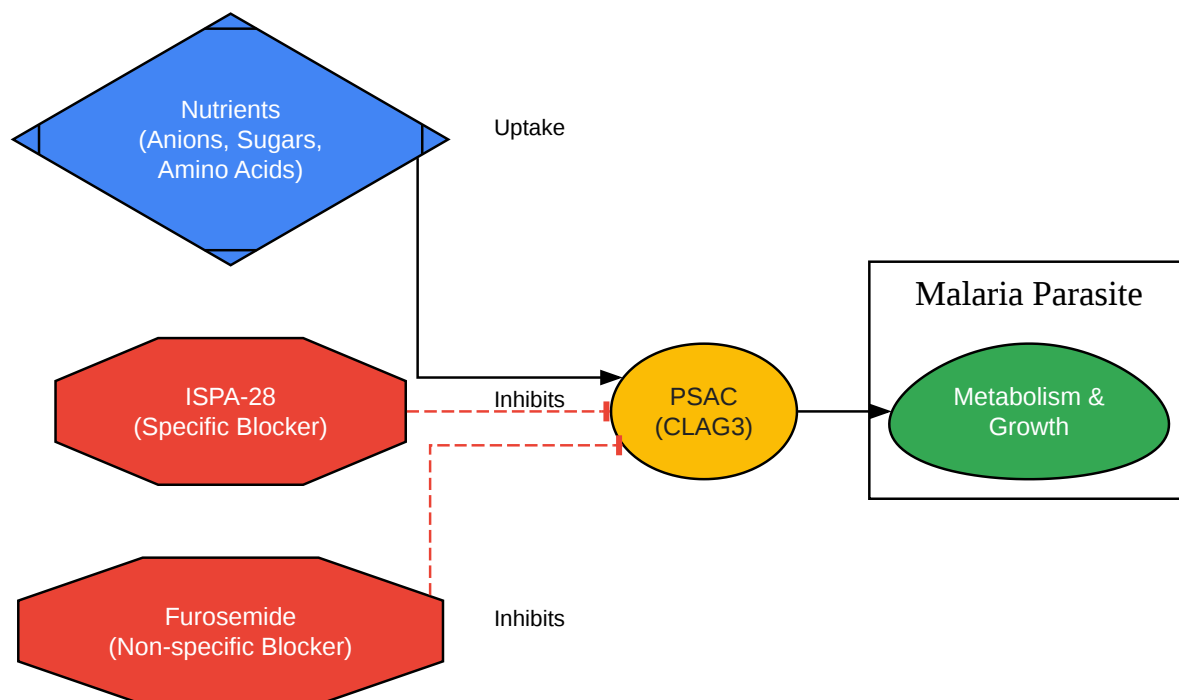 Nutrients
(Anions, Sugars,
Amino Acids)
Uptake
Malaria Parasite
ISPA-28
(Specific Blocker)
Inhibits
PSAC
(CLAG3)
Metabolism &
Growth
Furosemide
(Non-specific Blocker)
Inhibits